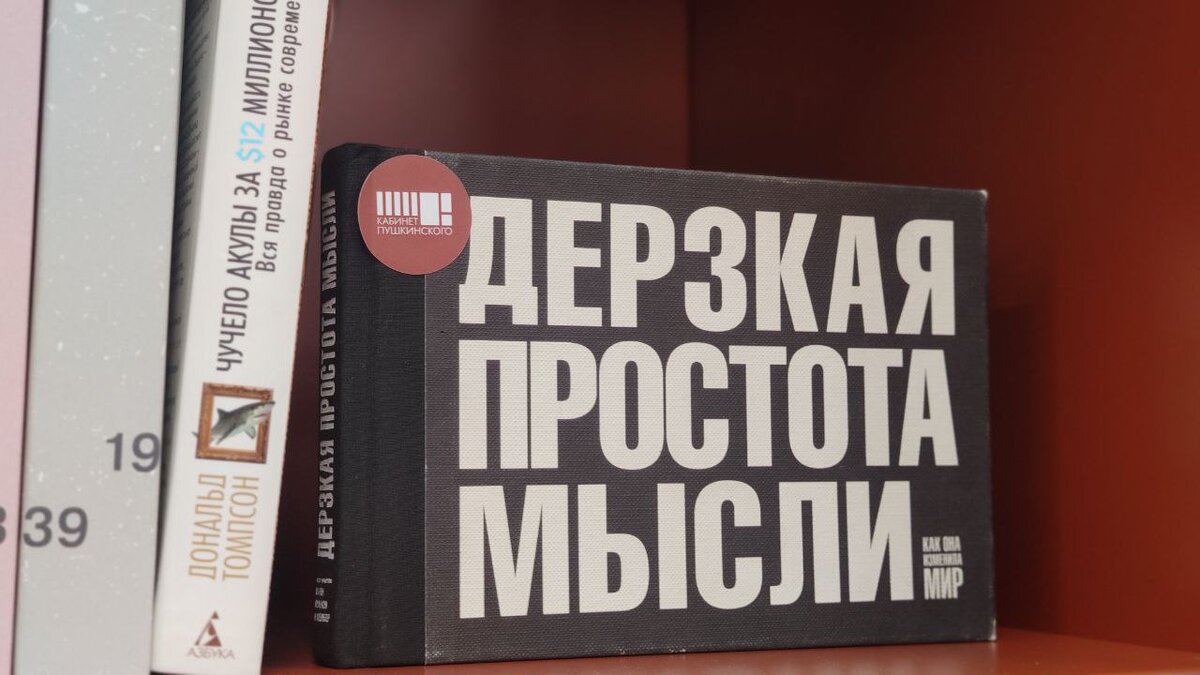 39
19
ЧУЧЕЛО АКУЛЫ ЗА $12 МИЛЛИОНО
Вся правда о рынке совреме
ДОНАЛЬД
ТОМПСОН
АЗБУКА
ДЕРЗКАЯ ПРОСТОТА МЫСЛИ
КАБИНЕТ
ПУШКИНСКОГО
ДЕРЗКАЯ
ПРОСТОТА
МЫСЛИ
КАК ОНА
ИЗМЕНИЛА
МИР